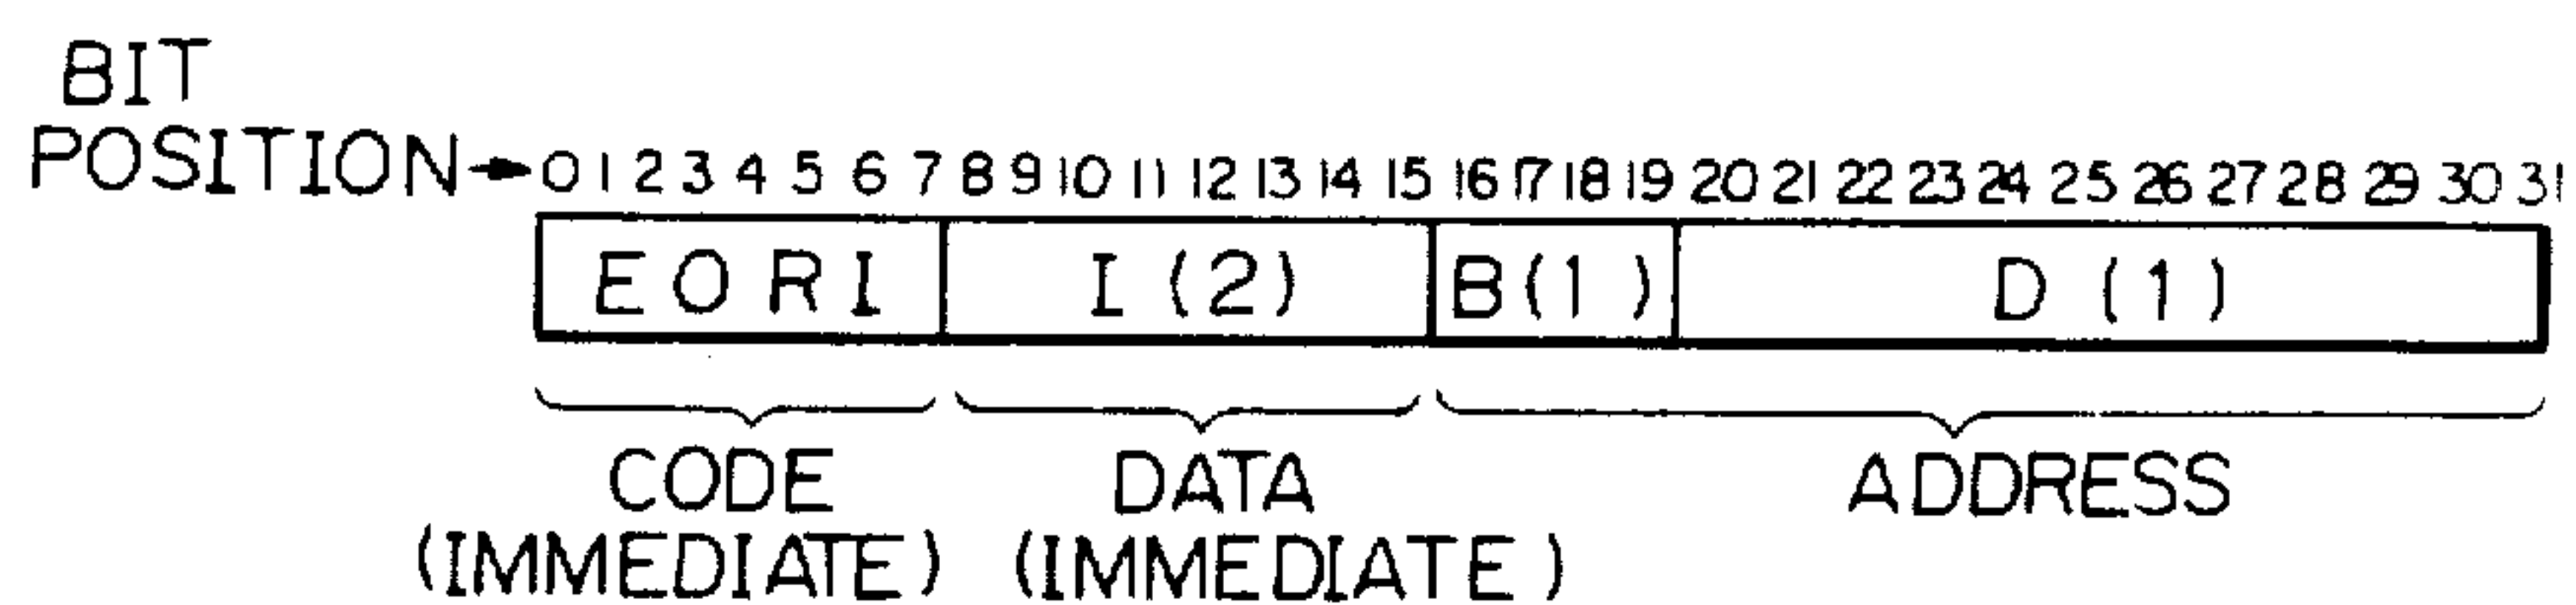 BIT
POSITION→ 0 1 2 3 4 5 6 7 8 9 10 11 12 13 14 15 16 17 18 19 20 21 22 23 24 25 26 27 28 29 30 31
EORI I(2) B(1) D(1)
CODE DATA ADDRESS
(IMMEDIATE) (IMMEDIATE)